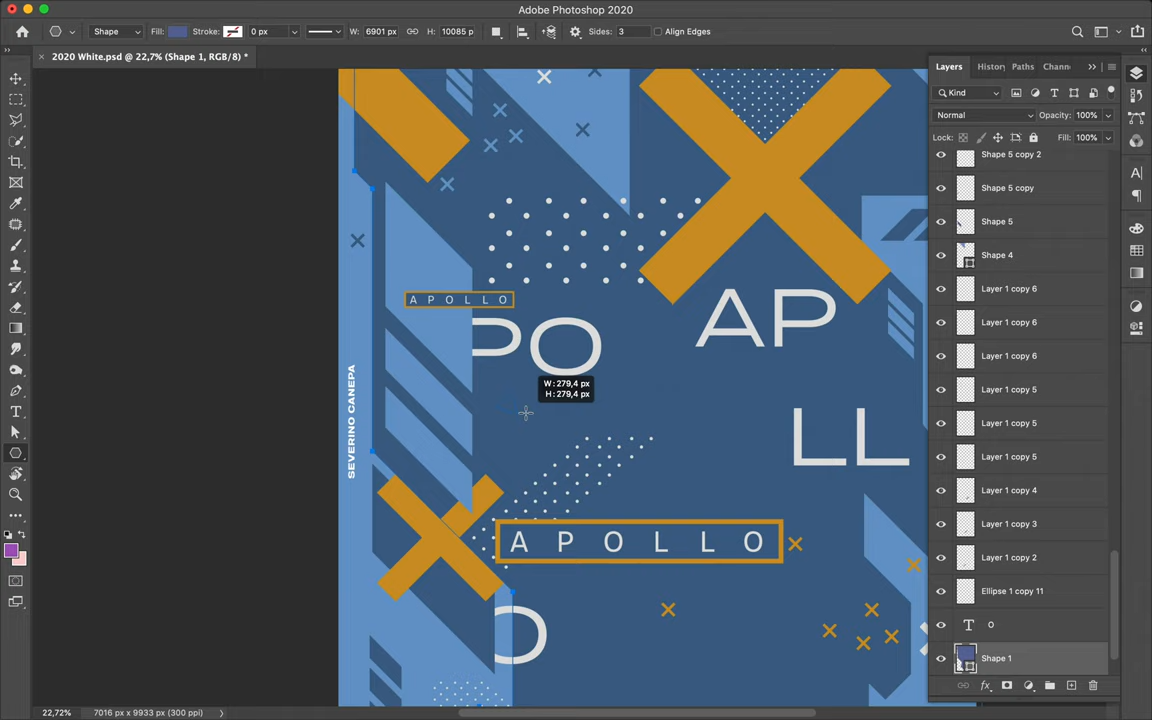 Adobe Photoshop 2020
Shape
Fill:
Stroke:
0 px
W: 6901 px
H: 10085 p
Sides: 3
Align Edges
2020 White.psd @ 22,7% (Shape 1, RGB/8) *
Layers
History
Paths
Chann
Kind
Normal
Opacity: 100%
Lock:
Fill: 100%
Shape 5 copy 2
Shape 5 copy
Shape 5
Shape 4
Layer 1 copy 6
Layer 1 copy 6
Layer 1 copy 6
Layer 1 copy 5
Layer 1 copy 5
Layer 1 copy 5
Layer 1 copy 4
Layer 1 copy 3
Layer 1 copy 2
Ellipse 1 copy 11
O
Shape 1
APOLLO
PO
AP
W: 279,4 px
H: 279,4 px
LL
SEVERINO CANEPA
APOLLO
O
22,72%
7016 px x 9933 px (300 ppi)